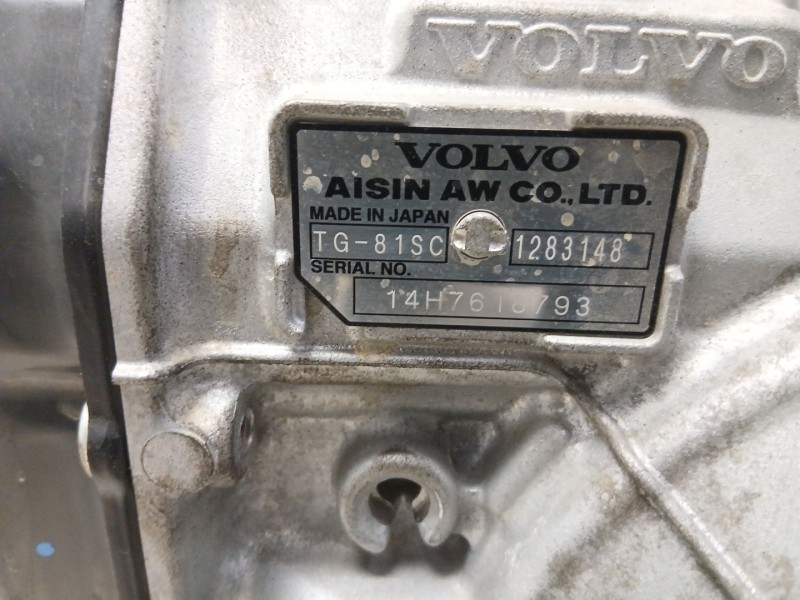 VOLVO
VOLVO
AISIN AW CO., LTD.
MADE IN JAPAN
TG-81SC 1283148
SERIAL NO.